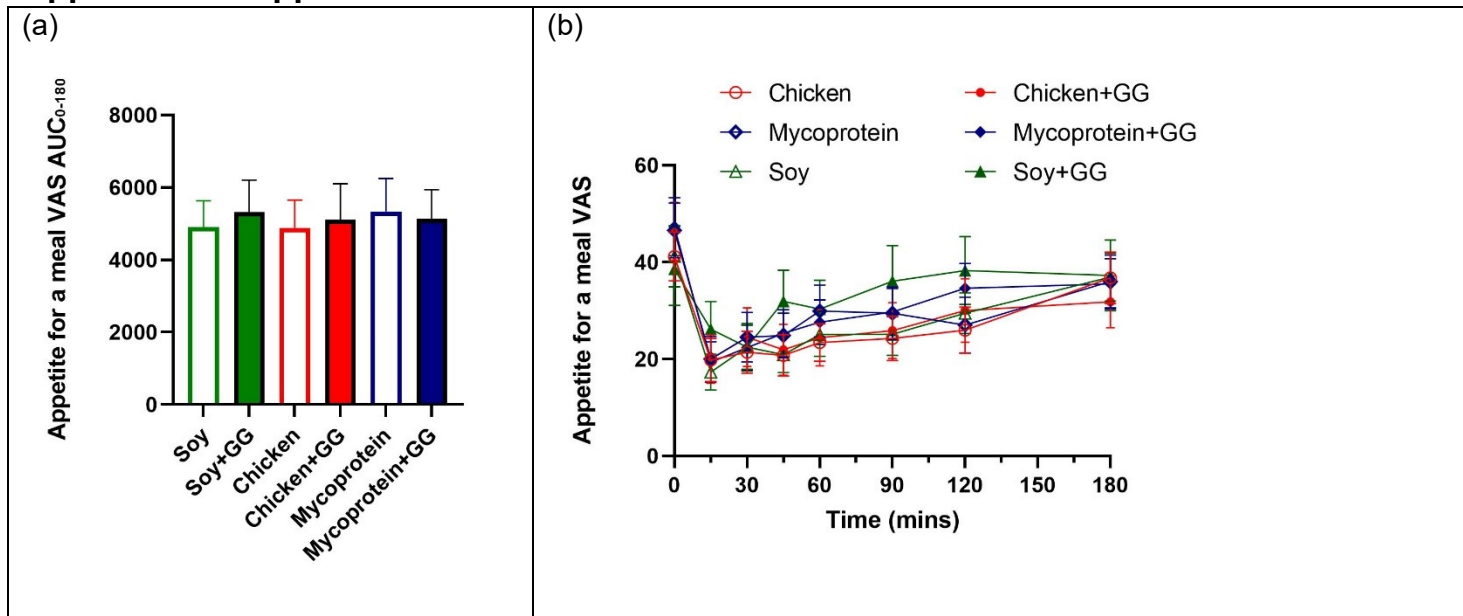 (a)
Appetite for a meal VAS AUC0-180
8000
6000
4000
2000
0
Soy
Soy+GG
Chicken
Chicken+GG
Mycoprotein
Mycoprotein+GG
(b)
Chicken
Chicken+GG
Mycoprotein
Mycoprotein+GG
Soy
Soy+GG
Appetite for a meal VAS
60
40
20
0
0 30 60 90 120 150 180
Time (mins)